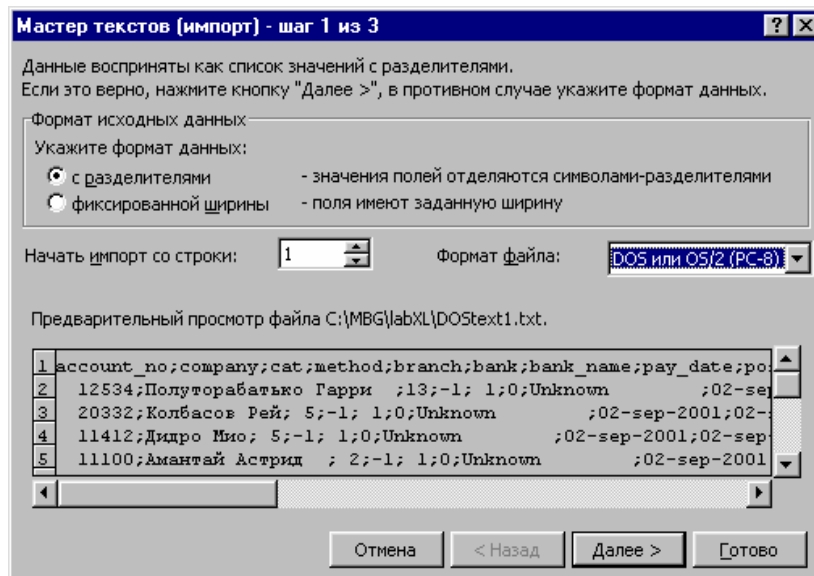 Мастер текстов (импорт) - шаг 1 из 3
Данные восприняты как список значений с разделителями.
Если это верно, нажмите кнопку "Далее >", в противном случае укажите формат данных.
Формат исходных данных
Укажите формат данных:
с разделителями - значения полей отделяются символами-разделителями
фиксированной ширины - поля имеют заданную ширину
Начать импорт со строки: 1 Формат файла: DOS или OS/2 (PC-8)
Предварительный просмотр файла C:\MBG\labXL\DOStext1.txt.
1 account_no;company;cat;method;branch;bank;bank_name;pay_date;po
2 12534;Полуторабатько Гарри ;13;-1; 1;0;Unknown ;02-se
3 20332;Колбасов Рей; 5;-1; 1;0;Unknown ;02-sep-2001;02-
4 11412;Дидро Мио; 5;-1; 1;0;Unknown ;02-sep-2001;02-sep
5 11100;Амантай Астрид ; 2;-1; 1;0;Unknown ;02-sep-2001
Отмена < Назад Далее > Готово